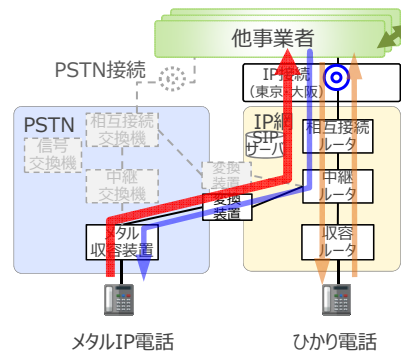 他事業者
PSTN接続
IP接続
(東京・大阪)
PSTN
相互接続
交換機
信号
交換機
中継
交換機
変換
装置
変換
装置
メタル
収容装置
IP網
SIP
サーバ
相互接続
ルータ
中継
ルータ
収容
ルータ
メタルIP電話
ひかり電話